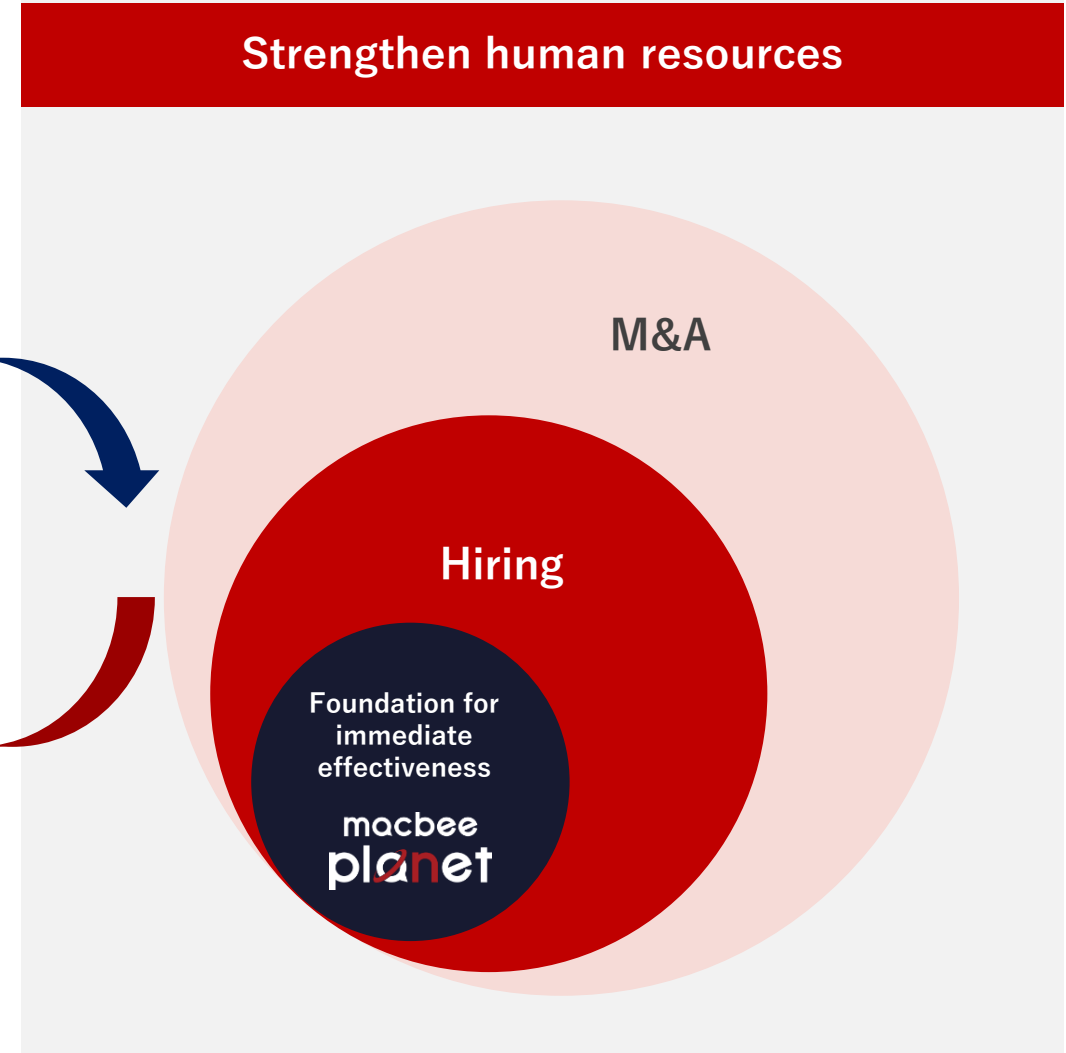 Strengthen human resources
M&A
Hiring
Foundation for
immediate
effectiveness
macbee
planet